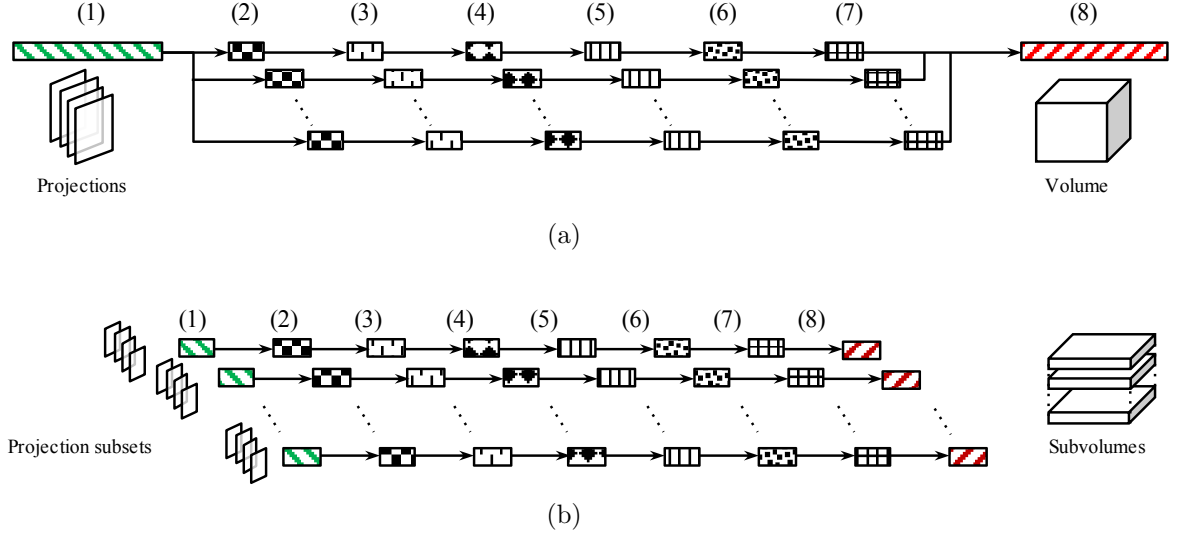 (1) (2) (3) (4) (5) (6) (7) (8)
Projections
Volume
(a)
(1) (2) (3) (4) (5) (6) (7) (8)
Projection subsets
Subvolumes
(b)